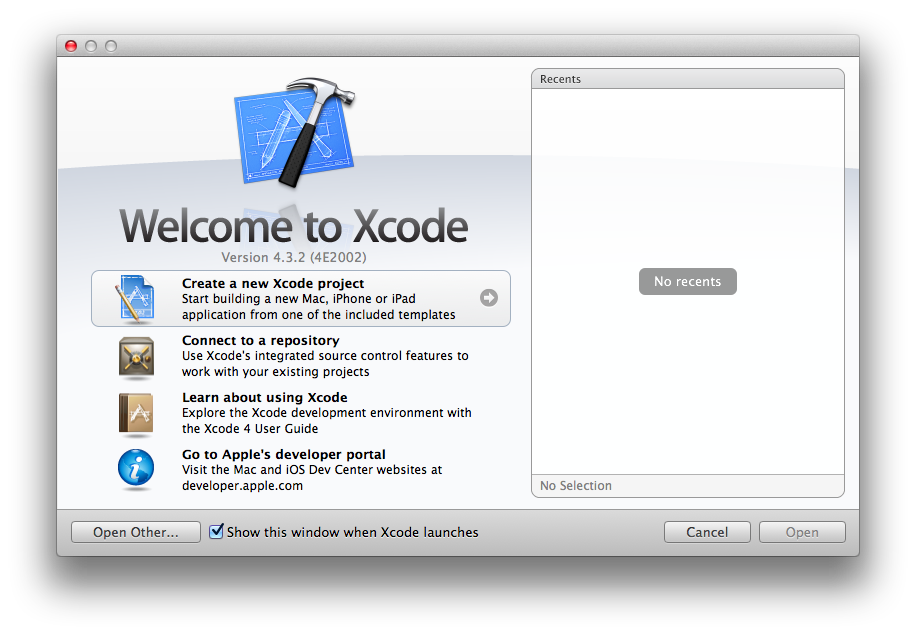 Welcome to Xcode
Version 4.3.2 (4E2002)
Create a new Xcode project
Start building a new Mac, iPhone or iPad
application from one of the included templates
Connect to a repository
Use Xcode's integrated source control features to
work with your existing projects
Learn about using Xcode
Explore the Xcode development environment with
the Xcode 4 User Guide
Go to Apple's developer portal
Visit the Mac and iOS Dev Center websites at
developer.apple.com
Recents
No recents
No Selection
Open Other...
Show this window when Xcode launches
Cancel
Open